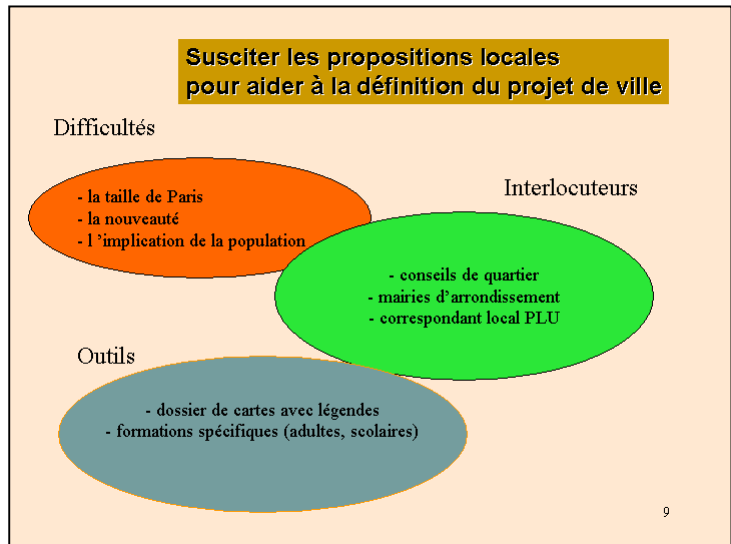 Susciter les propositions locales
pour aider à la définition du projet de ville
Difficultés
- la taille de Paris
- la nouveauté
- l ’implication de la population
Interlocuteurs
- conseils de quartier
- mairies d’arrondissement
- correspondant local PLU
Outils
- dossier de cartes avec légendes
- formations spécifiques (adultes, scolaires)
9